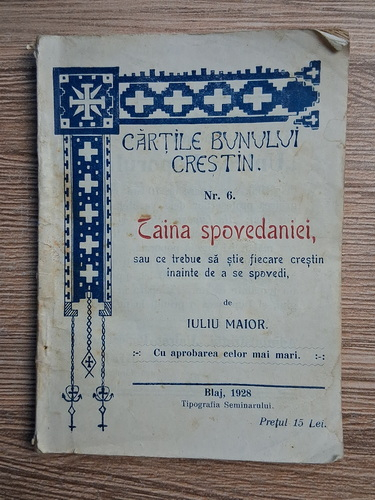 CĂRȚILE BUNULUI
CREȘTIN.
Nr. 6.
Taina spovedaniei,
sau ce trebue să știe fiecare creștin
înainte de a se spovedi,
de
IULIU MAIOR.
:-: Cu aprobarea celor mai mari. :-:
Blaj, 1928
Tipografia Seminarului.
Prețul 15 Lei.